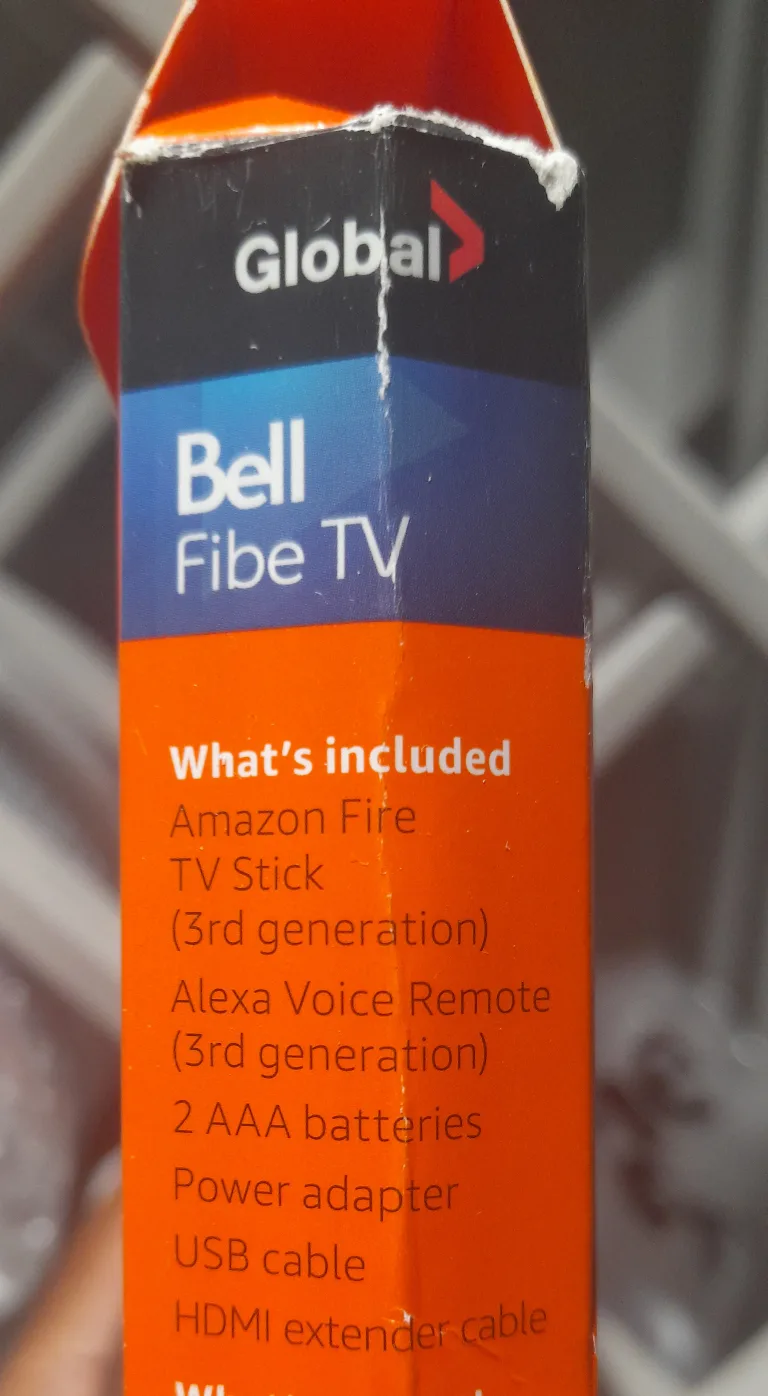 Global
Bell
Fibe TV
What's included
Amazon Fire
TV Stick
(3rd generation)
Alexa Voice Remote
(3rd generation)
2 AAA batteries
Power adapter
USB cable
HDMI extender cable